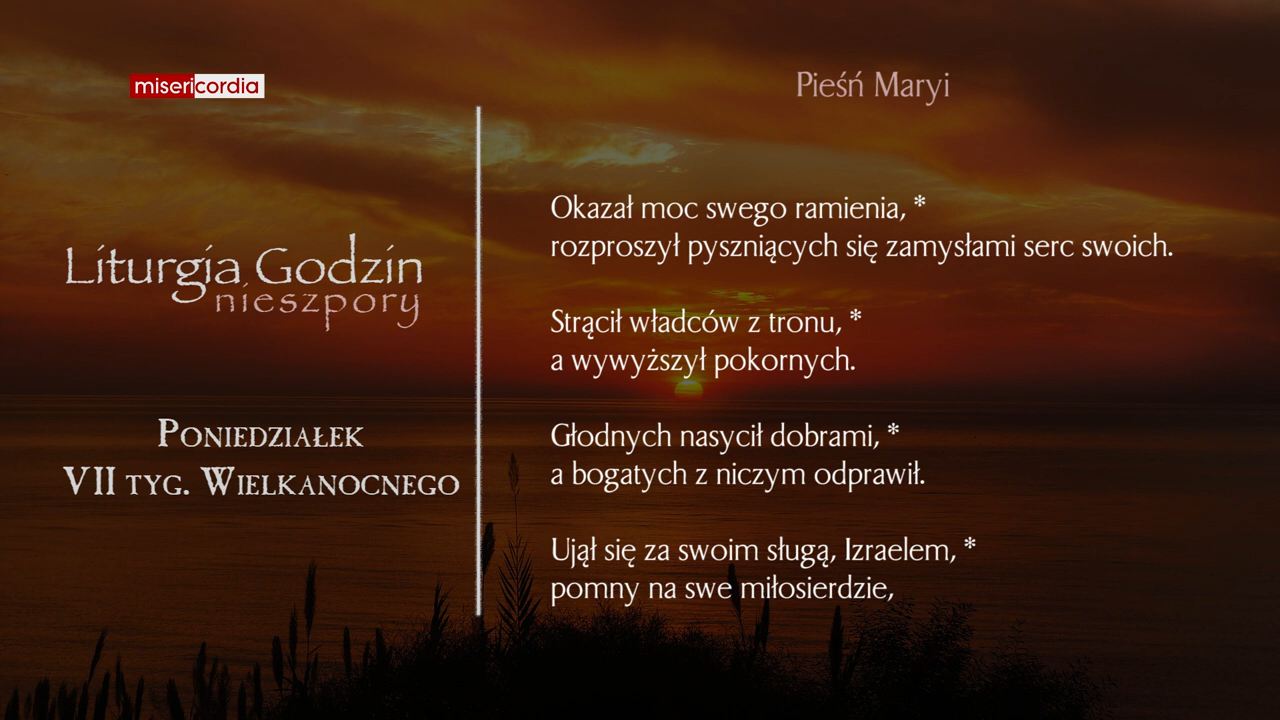 misericordia
Liturgia Godzin
nieszpory
Poniedziałek
VII tyg. Wielkanocnego
Pieśń Maryi
Okazał moc swego ramienia, *
rozproszył pyszniących się zamysłami serc swoich.
Strącił władców z tronu, *
a wywyższył pokornych.
Głodnych nasycił dobrami, *
a bogatych z niczym odprawił.
Ujął się za swoim sługą, Izraelem, *
pomny na swe miłosierdzie,